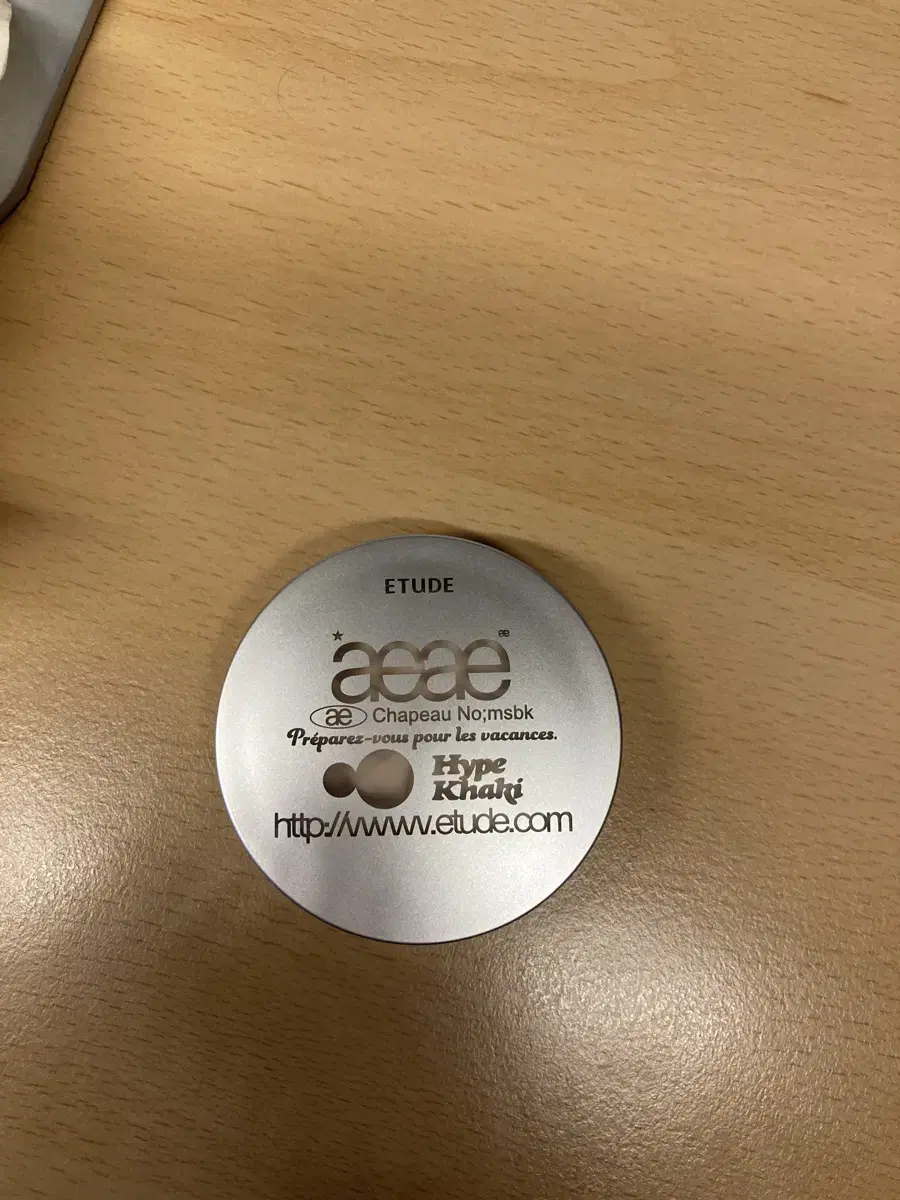 ETUDE
*aeae æ
ae Chapeau No;msbk
Préparez-vous pour les vacances.
Hype
Khaki
http://www.etude.com